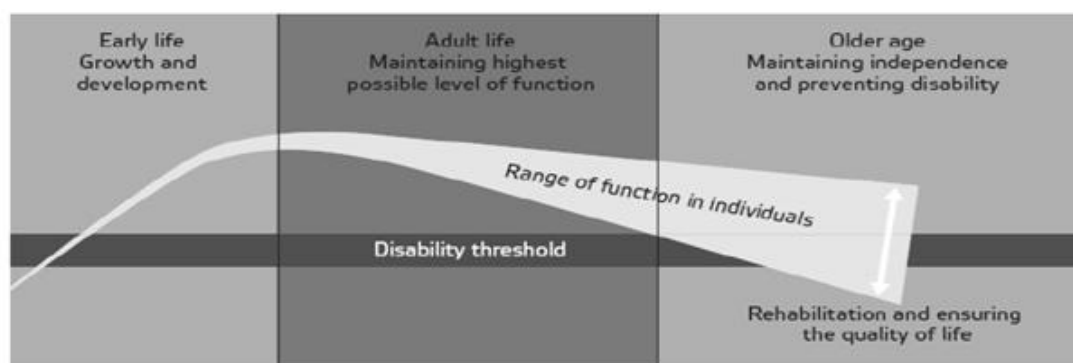 Early life
Growth and
development
Adult life
Maintaining highest
possible level of function
Older age
Maintaining independence
and preventing disability
Range of function in individuals
Disability threshold
Rehabilitation and ensuring
the quality of life